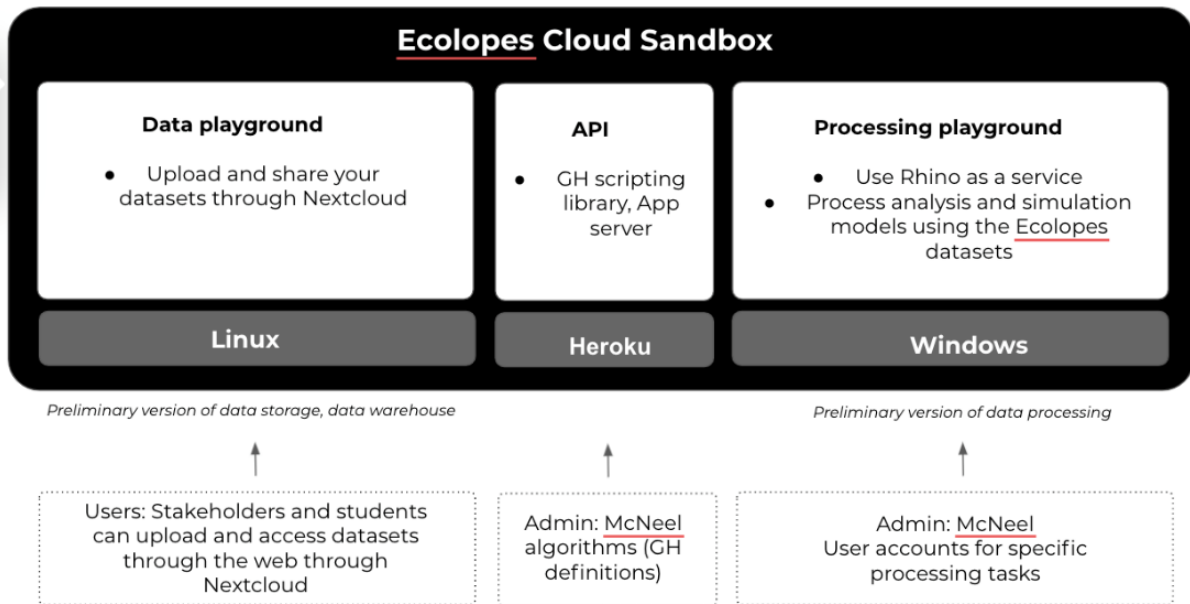 Ecolopes Cloud Sandbox
Data playground
● Upload and share your
datasets through Nextcloud
API
● GH scripting
library, App
server
Processing playground
● Use Rhino as a service
● Process analysis and simulation
models using the Ecolopes
datasets
Linux
Heroku
Windows
Preliminary version of data storage, data warehouse
Preliminary version of data processing
Users: Stakeholders and students
can upload and access datasets
through the web through
Nextcloud
Admin: McNeel
algorithms (GH
definitions)
Admin: McNeel
User accounts for specific
processing tasks